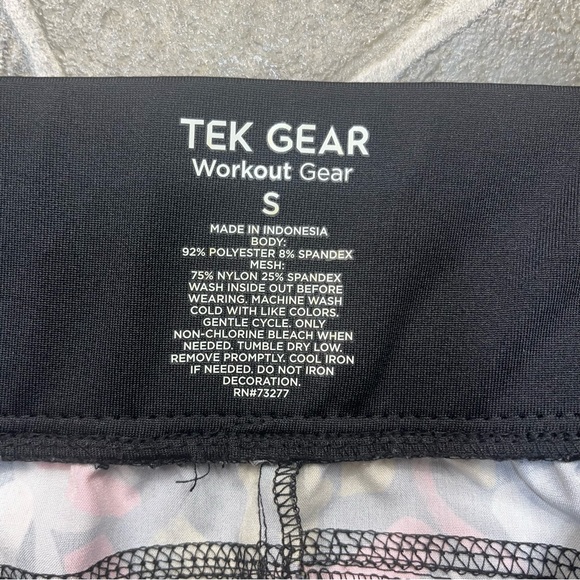 TEK GEAR
Workout Gear
S
MADE IN INDONESIA
BODY:
92% POLYESTER 8% SPANDEX
MESH:
75% NYLON 25% SPANDEX
WASH INSIDE OUT BEFORE
WEARING. MACHINE WASH
COLD WITH LIKE COLORS.
GENTLE CYCLE. ONLY
NON-CHLORINE BLEACH WHEN
NEEDED. TUMBLE DRY LOW.
REMOVE PROMPTLY. COOL IRON
IF NEEDED. DO NOT IRON
DECORATION.
RN#73277